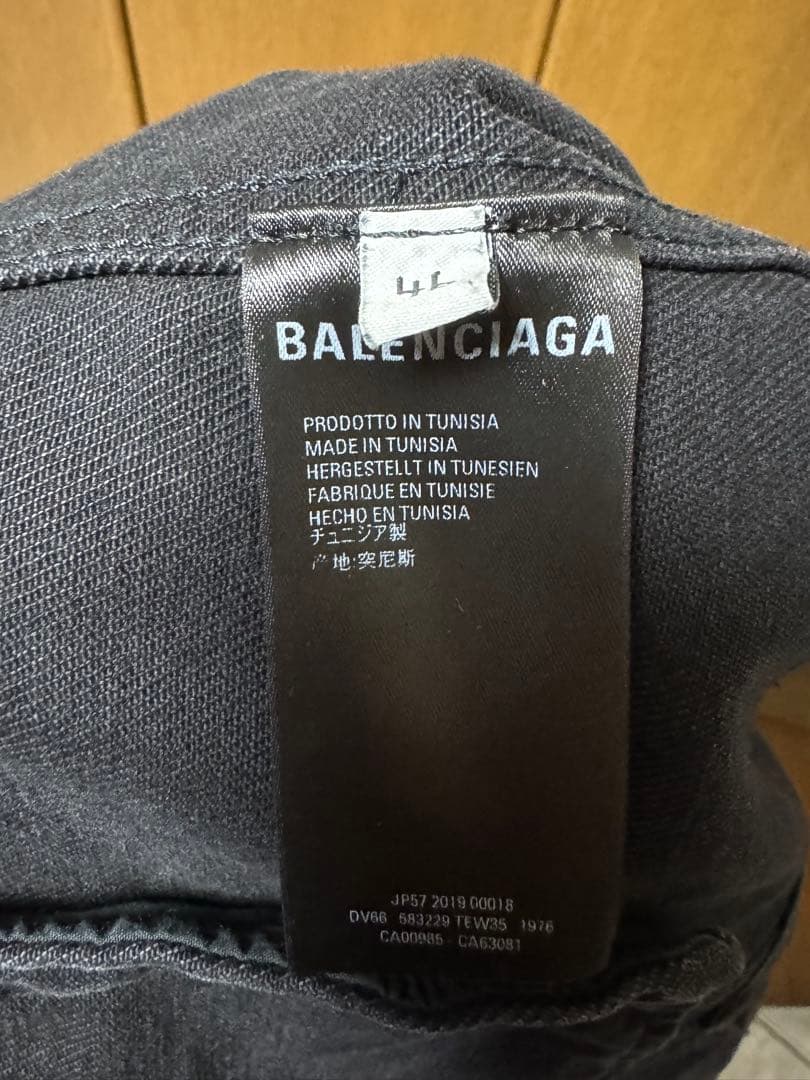 BALENCIAGA
PRODOTTO IN TUNISIA
MADE IN TUNISIA
HERGESTELLT IN TUNESIEN
FABRIQUE EN TUNISIE
HECHO EN TUNISIA
チュニジア製
产地:突尼斯
JP57 2019 00018
DV66 583229 TEW35 1976
CA00985 - CA63081